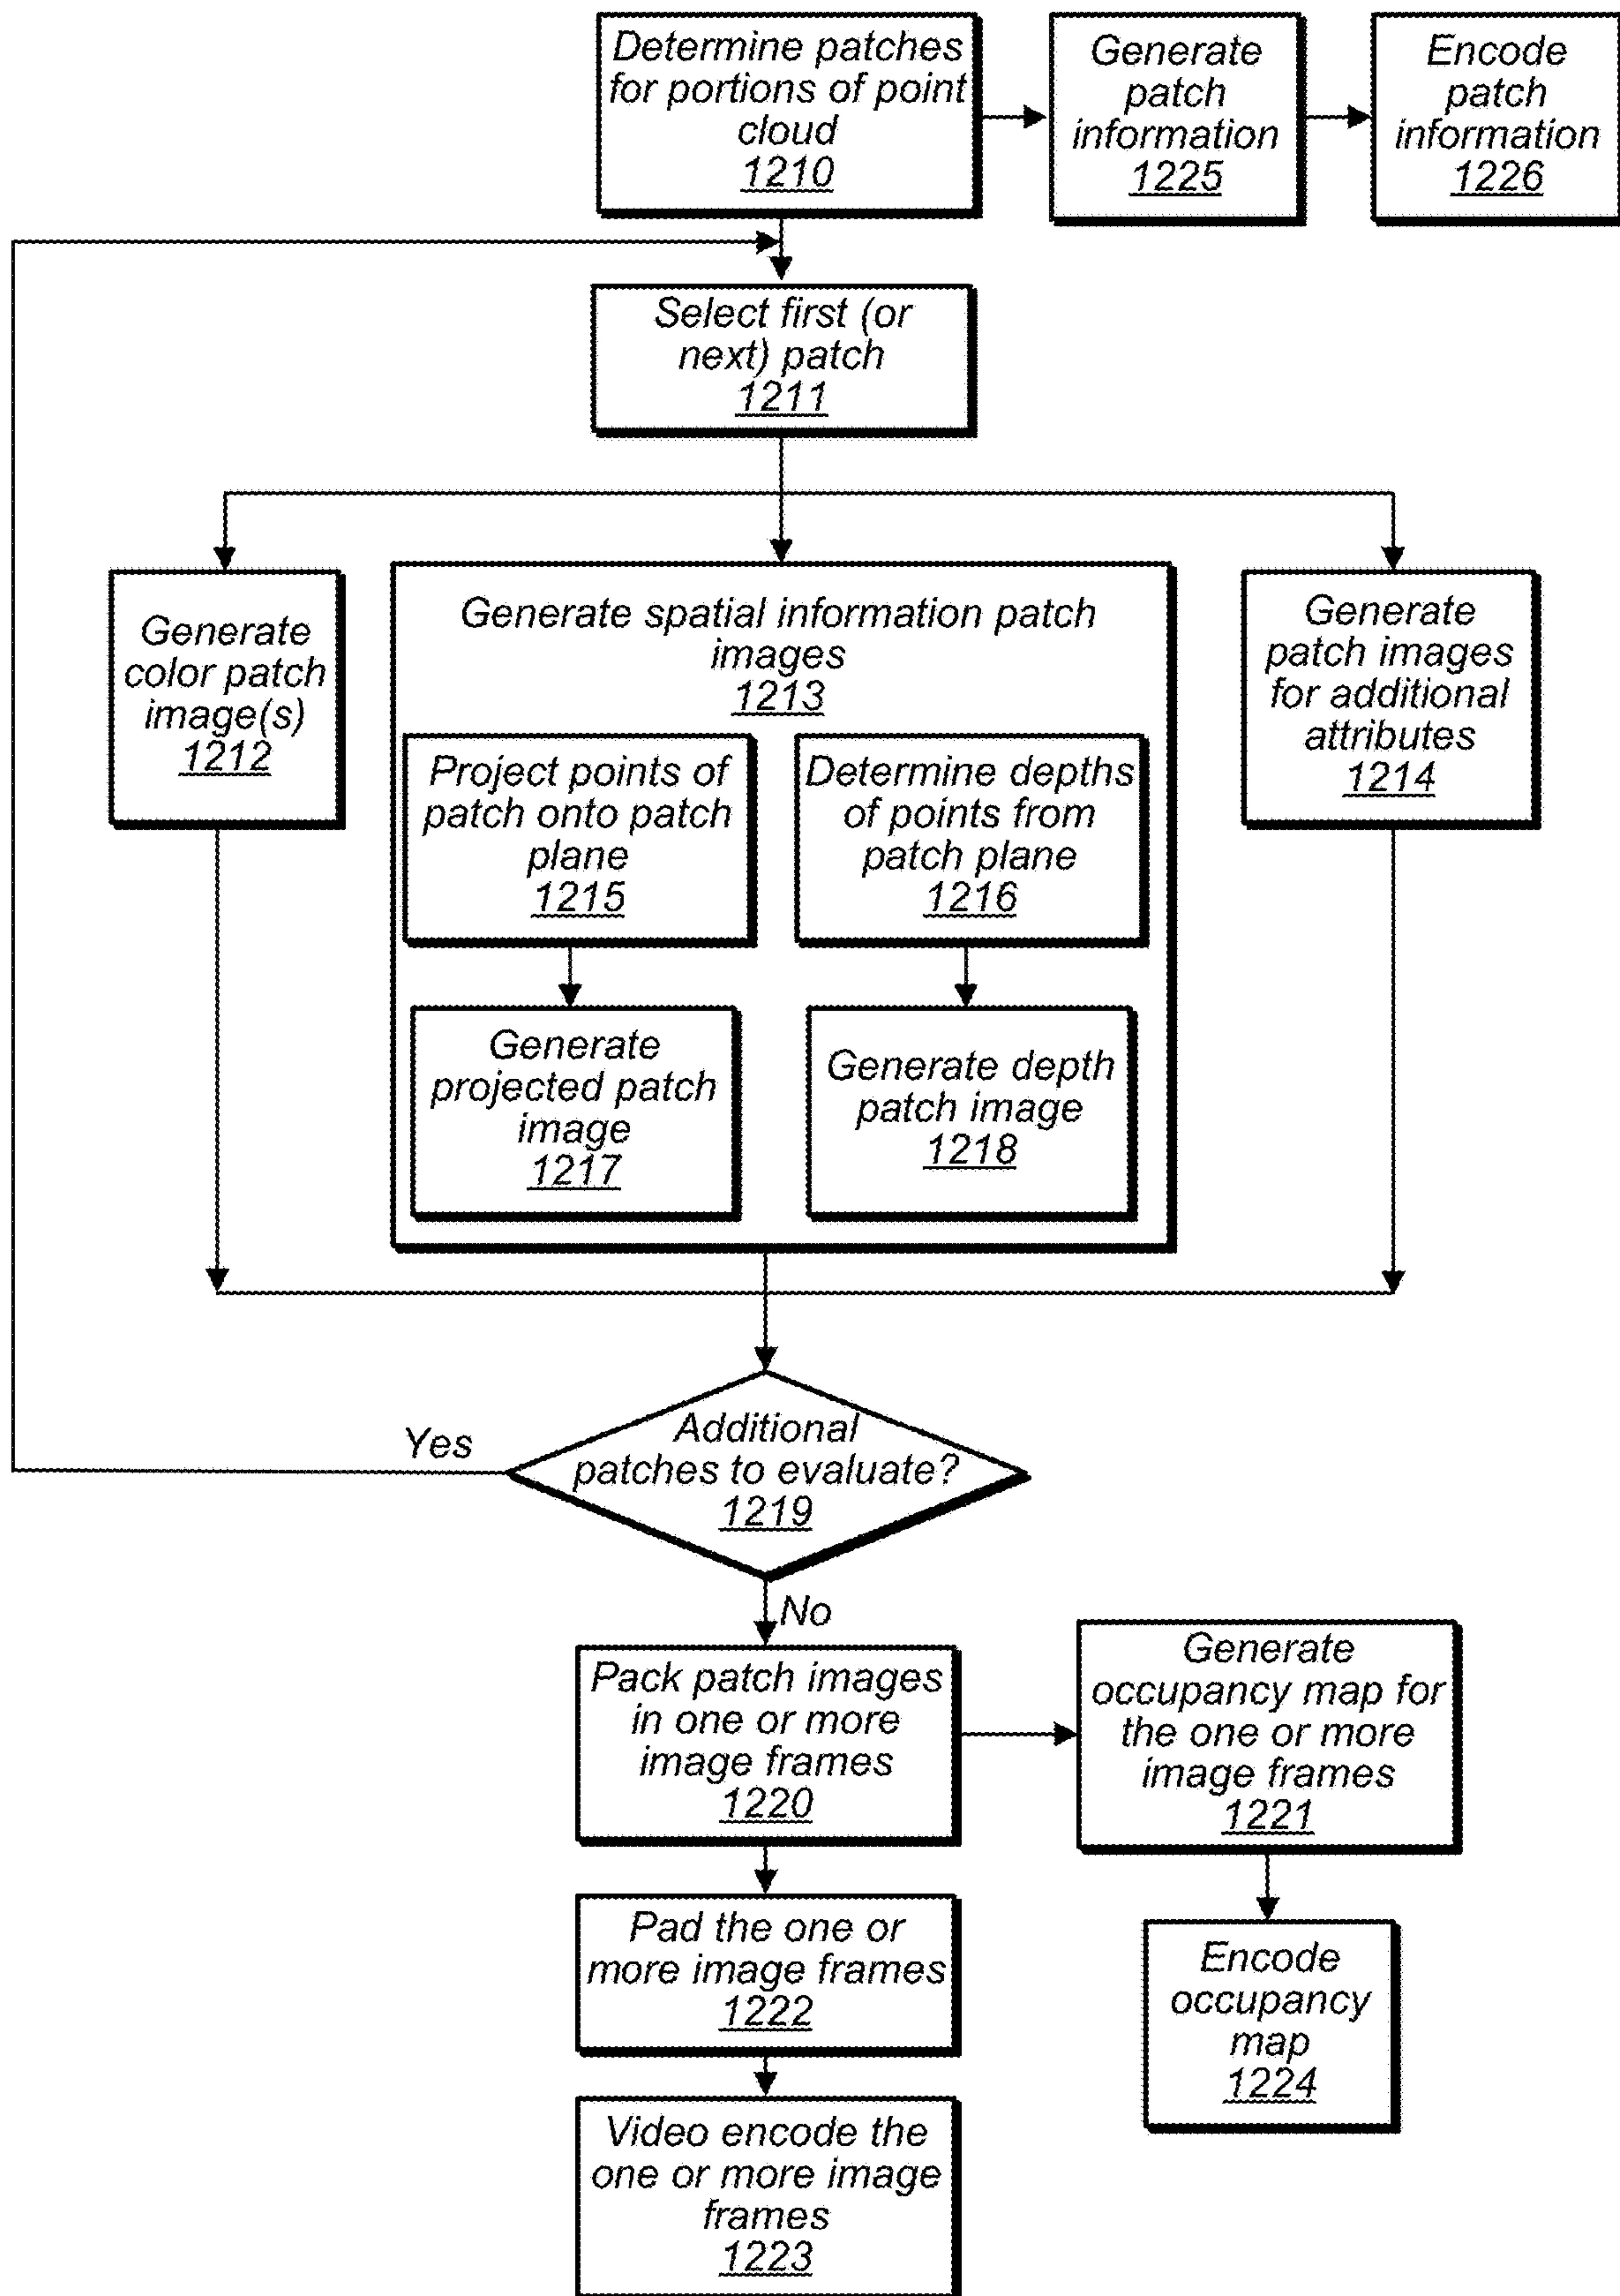 Determine patches
for portions of point
cloud
1210
Generate
patch
information
1225
Encode
patch
information
1226
Select first (or
next) patch
1211
Generate
color patch
image(s)
1212
Generate spatial information patch
images
1213
Project points of
patch onto patch
plane
1215
Determine depths
of points from
patch plane
1216
Generate
projected patch
image
1217
Generate depth
patch image
1218
Generate
patch images
for additional
attributes
1214
Additional
patches to evaluate?
1219
Yes
No
Pack patch images
in one or more
image frames
1220
Generate
occupancy map for
the one or more
image frames
1221
Pad the one or
more image frames
1222
Encode
occupancy
map
1224
Video encode the
one or more image
frames
1223